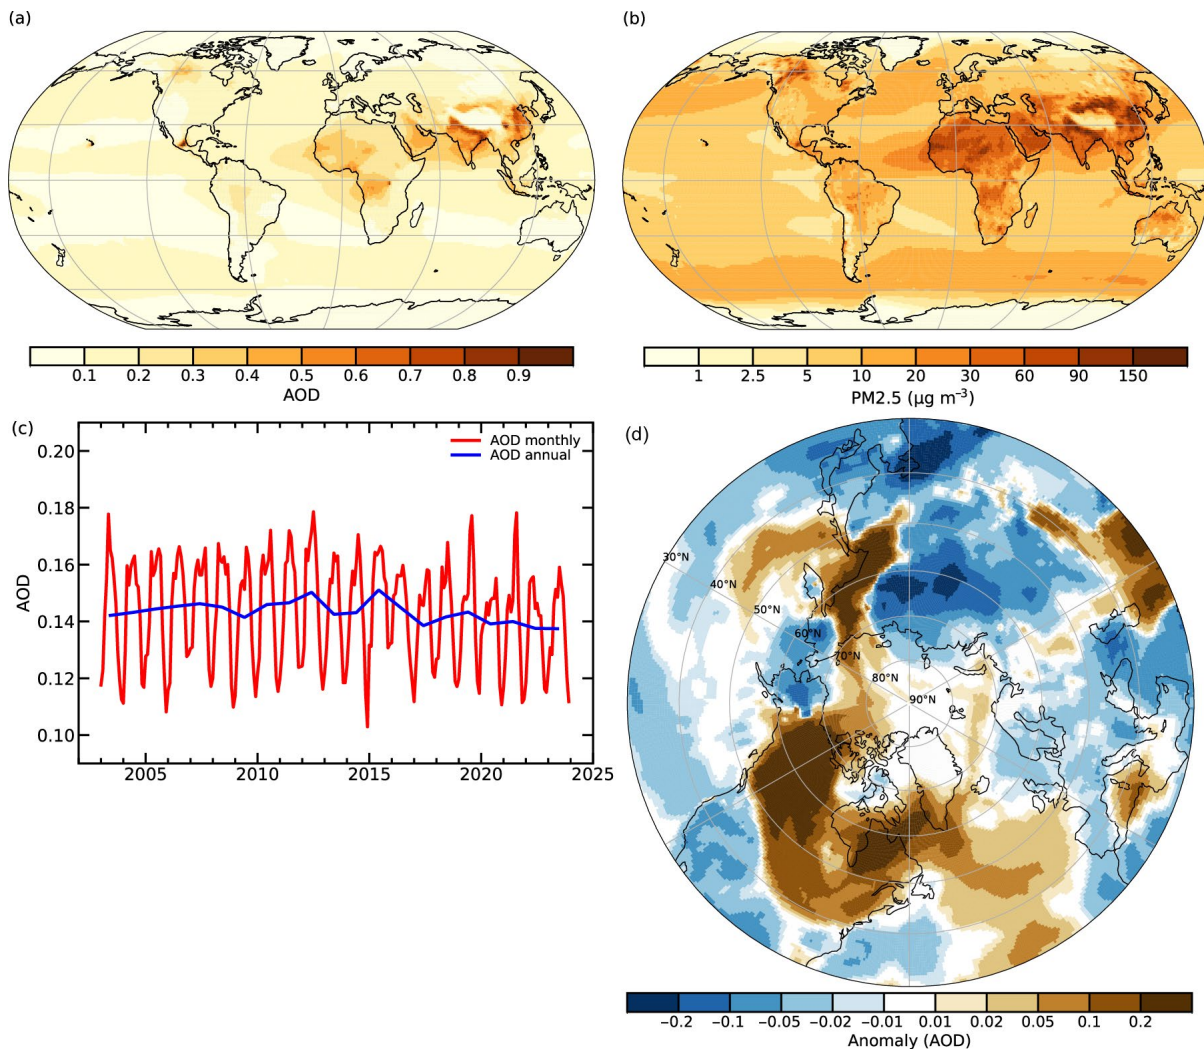 (a)
(b)
0.1 0.2 0.3 0.4 0.5 0.6 0.7 0.8 0.9
AOD
1 2.5 5 10 20 30 60 90 150
PM2.5 (µg m⁻³)
(c)
AOD monthly
AOD annual
0.20
0.18
0.16
0.14
0.12
0.10
AOD
2005 2010 2015 2020 2025
(d)
30°N
40°N
50°N
60°N
70°N
80°N
90°N
−0.2 −0.1 −0.05 −0.02 −0.01 0.01 0.02 0.05 0.1 0.2
Anomaly (AOD)